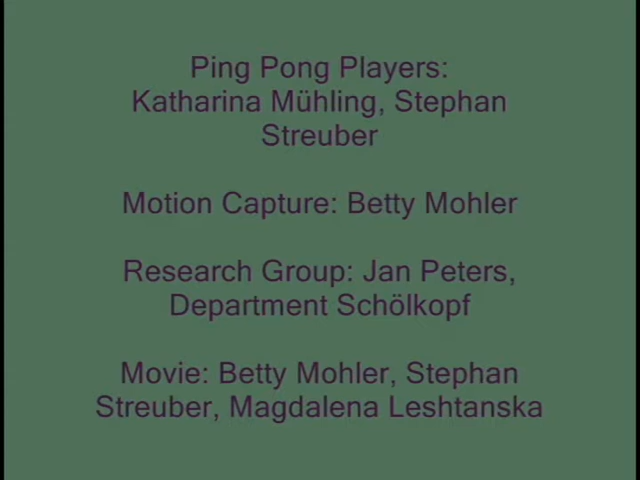 Ping Pong Players:
Katharina Mühling, Stephan
Streuber
Motion Capture: Betty Mohler
Research Group: Jan Peters,
Department Schölkopf
Movie: Betty Mohler, Stephan
Streuber, Magdalena Leshtanska